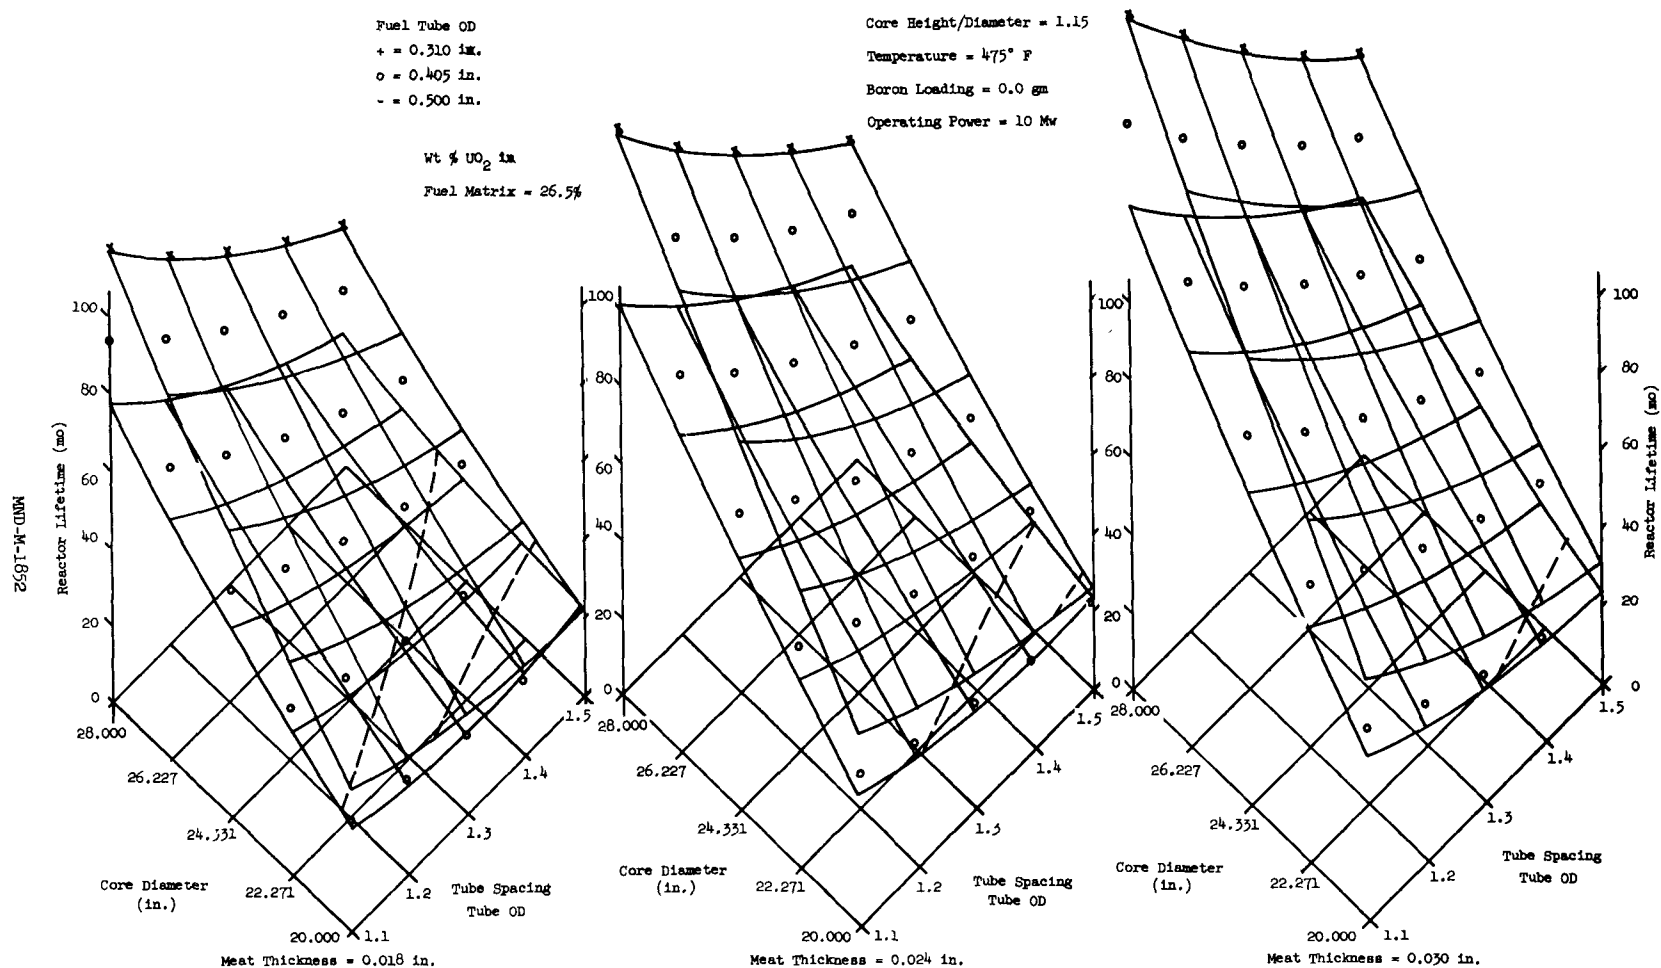 Fuel Tube OD
+ = 0.310 in.
o = 0.405 in.
- = 0.500 in.
Wt % UO2 in
Fuel Matrix = 26.5%
Core Height/Diameter = 1.15
Temperature = 475° F
Boron Loading = 0.0 gm
Operating Power = 10 Mw
MND-M-1852
Reactor Lifetime (mo)
100
80
60
40
20
0
28.000
26.227
24.331
22.271
20.000
1.1
1.2
1.3
1.4
1.5
Core Diameter
(in.)
Tube Spacing
Tube OD
Meat Thickness = 0.018 in.
100
80
60
40
20
0
28.000
26.227
24.331
22.271
20.000
1.1
1.2
1.3
1.4
1.5
Core Diameter
(in.)
Tube Spacing
Tube OD
Meat Thickness = 0.024 in.
100
80
60
40
20
0
28.000
26.227
24.331
22.271
20.000
1.1
1.2
1.3
1.4
1.5
Core Diameter
(in.)
Tube Spacing
Tube OD
Meat Thickness = 0.030 in.
100
80
60
40
20
0
Reactor Lifetime (mo)